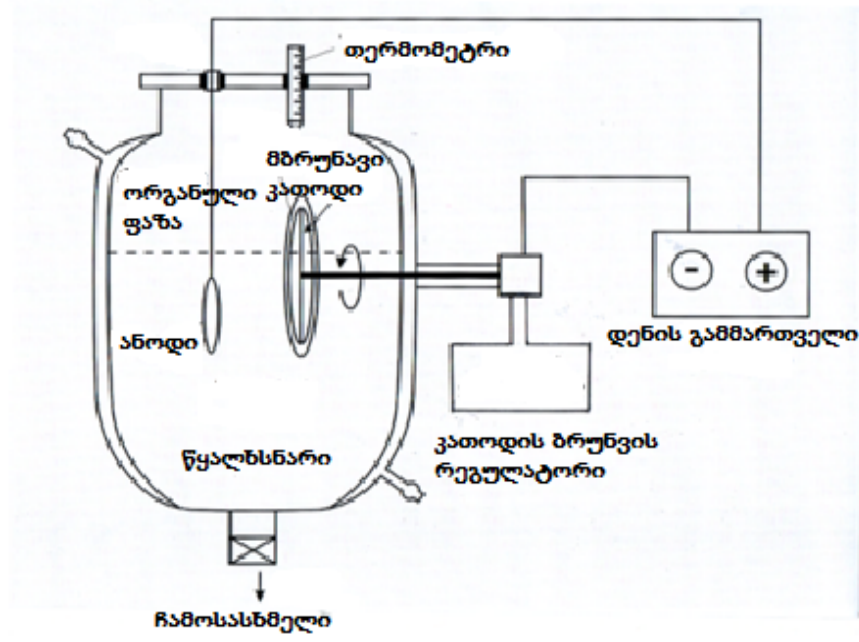 თერმომეტრი
მბრუნავი
კათოდი
ორგანული
ფაზა
- +
დენის გამმართველი
ანოდი
კათოდის ბრუნვის
რეგულატორი
წყალხსნარი
ჩამოსასხმელი